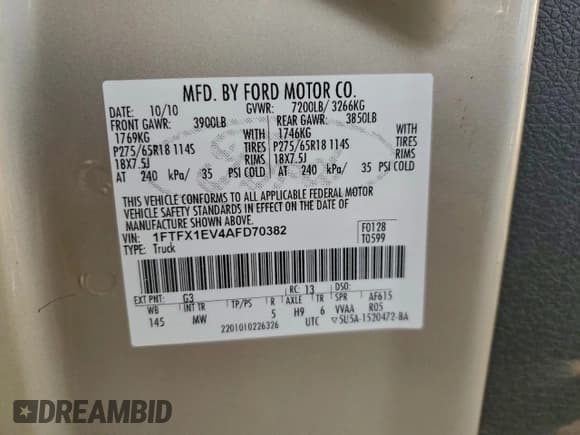 MFD. BY FORD MOTOR CO.
DATE: 10/10 GVWR: 7200LB/ 3266KG
FRONT GAWR: 3900LB REAR GAWR: 3850LB
1769KG WITH 1746KG WITH
P275/65R18 114S TIRES P275/65R18 114S TIRES
18X7.5J RIMS 18X7.5J RIMS
AT 240 kPa/ 35 PSI COLD AT 240 kPa/ 35 PSI COLD
THIS VEHICLE CONFORMS TO ALL APPLICABLE FEDERAL MOTOR
VEHICLE SAFETY STANDARDS IN EFFECT ON THE DATE OF MANUFACTURE
SHOWN ABOVE.
VIN: 1FTFX1EV4AFD70382 F0128
TYPE: Truck T0599
EXT PNT: G3 RC: 13 DSO:
WB INT TR TP/PS R AXLE TR SPR AF615
145 MW 5 H9 6 VVAA R05
2201010226326 UTC ▽5U5A-1520472-BA
DREAMBID